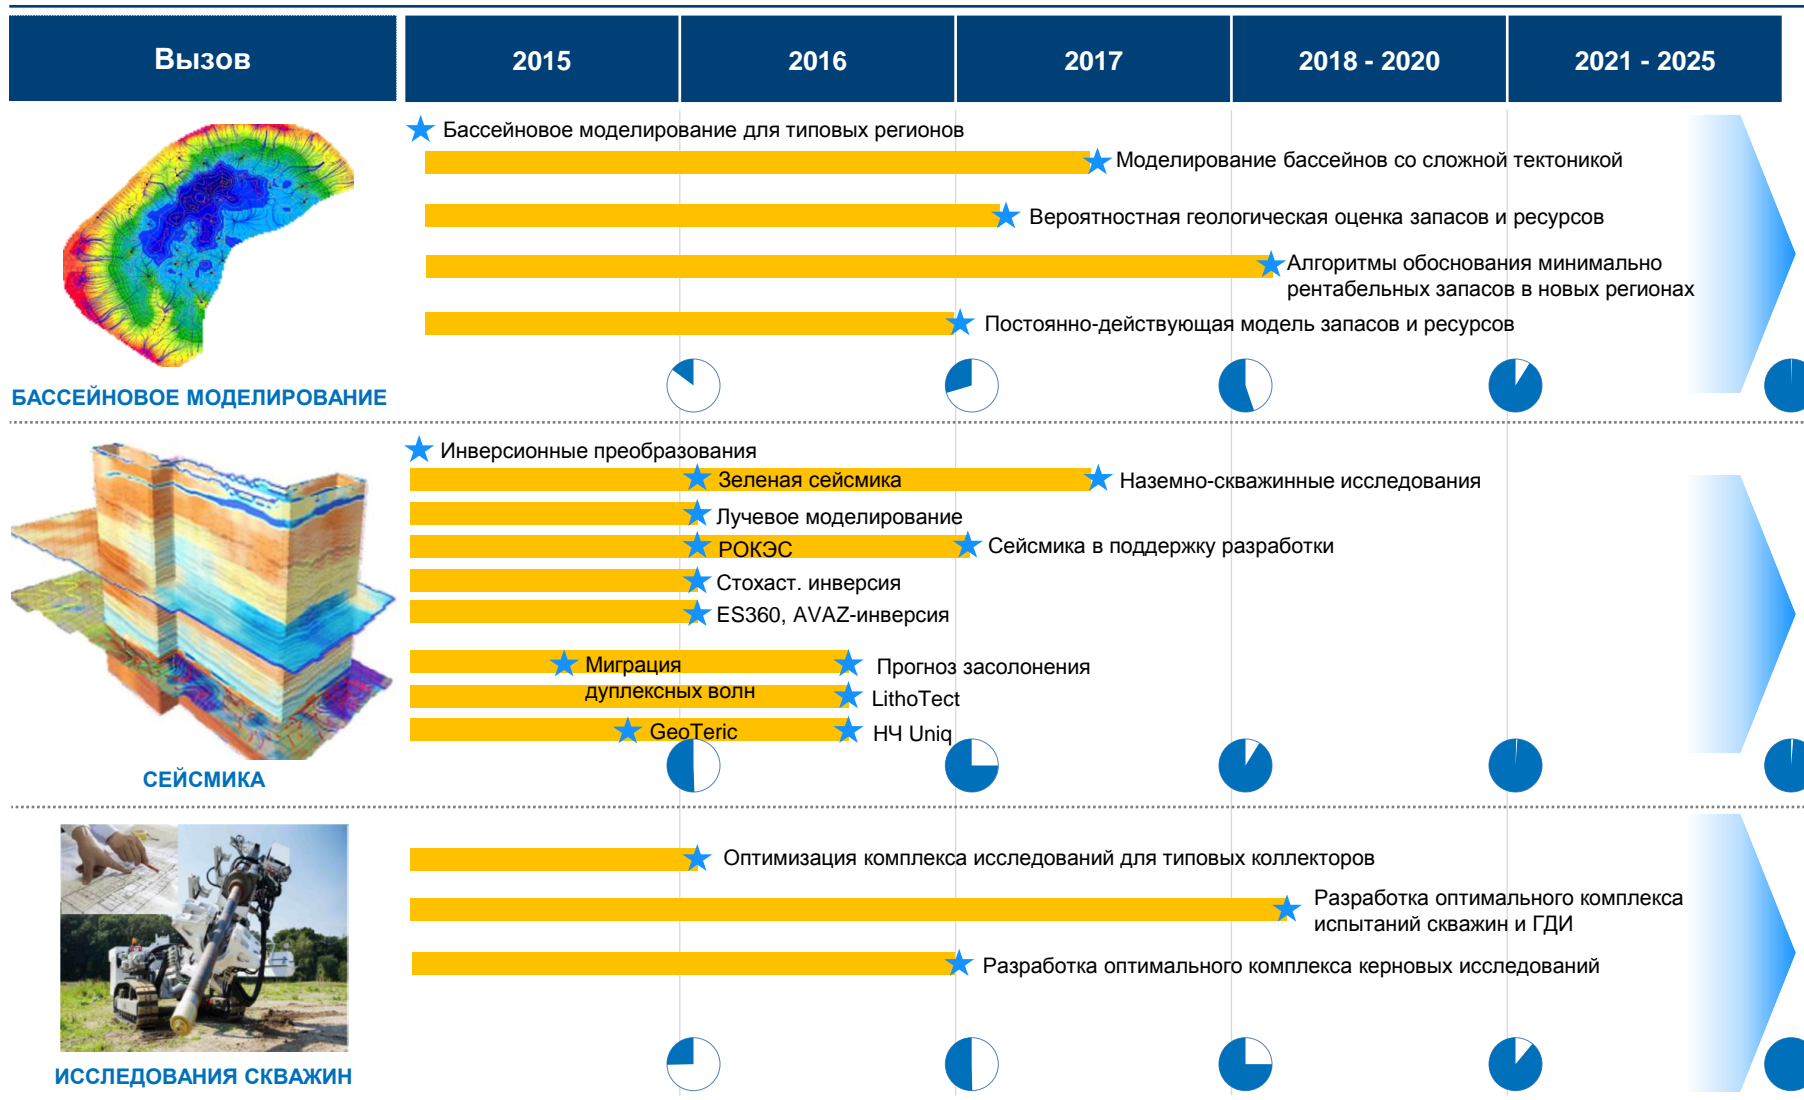 Вызов
2015
2016
2017
2018 - 2020
2021 - 2025
Бассейновое моделирование для типовых регионов
Моделирование бассейнов со сложной тектоникой
Вероятностная геологическая оценка запасов и ресурсов
Алгоритмы обоснования минимально
рентабельных запасов в новых регионах
Постоянно-действующая модель запасов и ресурсов
БАССЕЙНОВОЕ МОДЕЛИРОВАНИЕ
Инверсионные преобразования
Зеленая сейсмика
Наземно-скважинные исследования
Лучевое моделирование
РОКЭС
Сейсмика в поддержку разработки
Стохаст. инверсия
ES360, AVAZ-инверсия
Миграция
дуплексных волн
Прогноз засолонения
LithoTect
GeoTeric
НЧ Uniq
СЕЙСМИКА
Оптимизация комплекса исследований для типовых коллекторов
Разработка оптимального комплекса
испытаний скважин и ГДИ
Разработка оптимального комплекса керновых исследований
ИССЛЕДОВАНИЯ СКВАЖИН